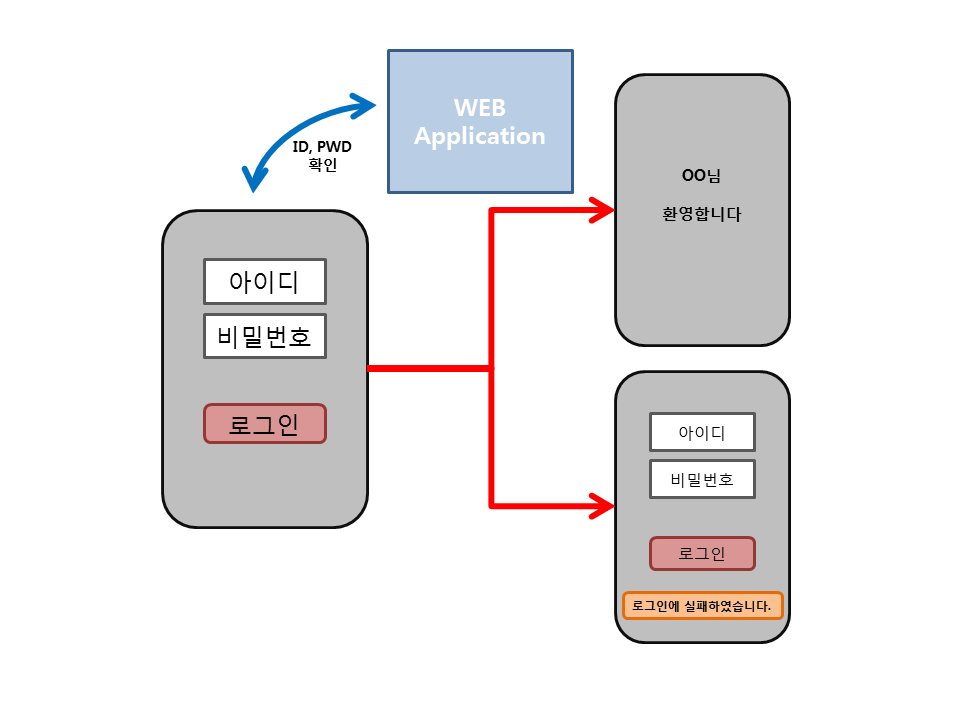 WEB
Application
ID, PWD
확인
아이디
비밀번호
로그인
OO님
환영합니다
아이디
비밀번호
로그인
로그인에 실패하였습니다.